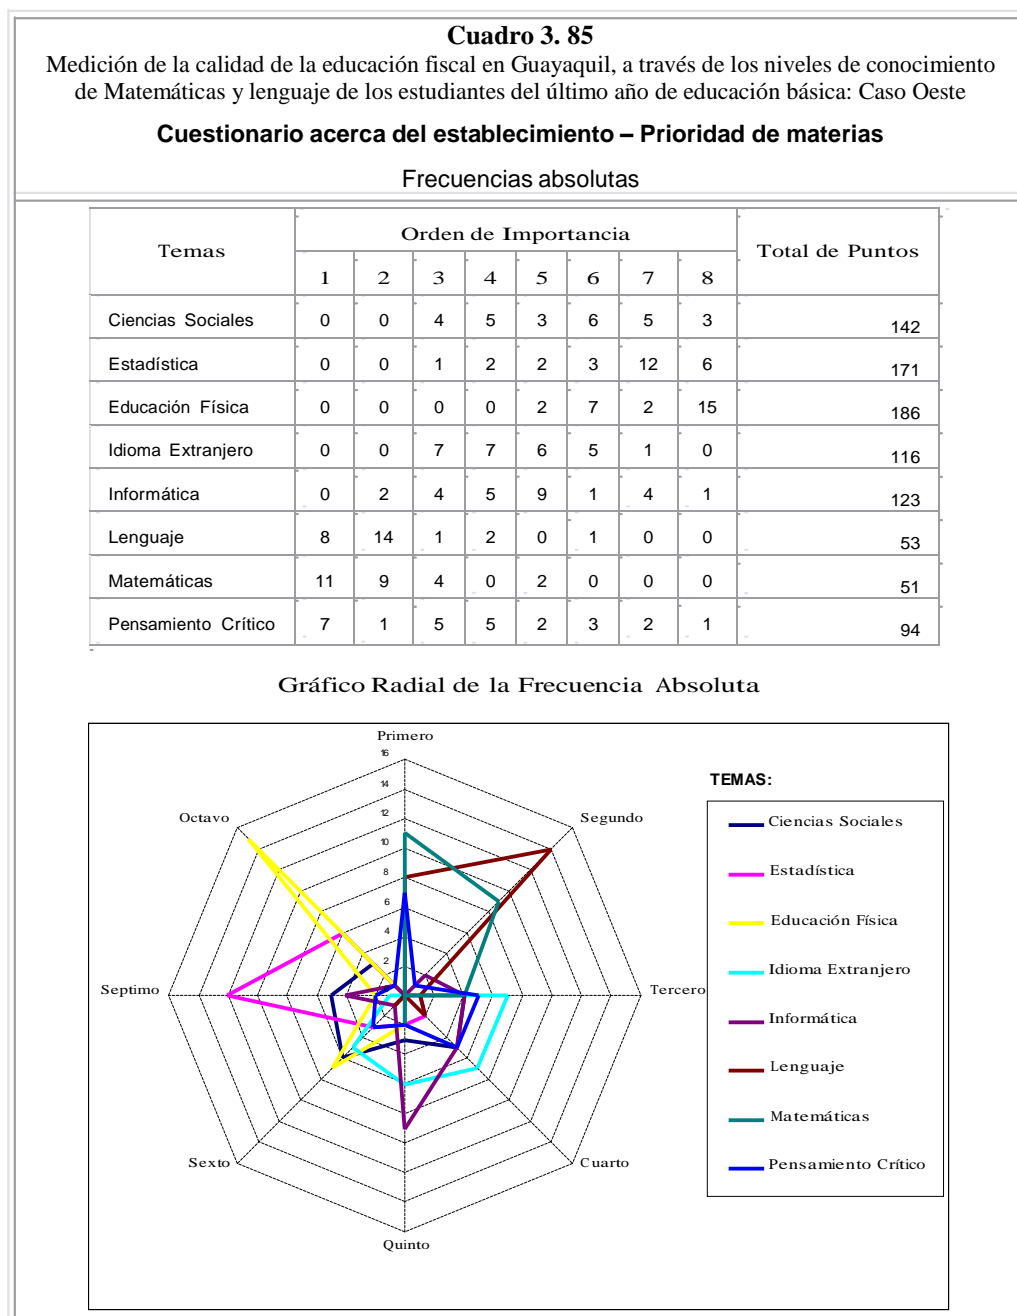 Cuadro 3. 85
Medición de la calidad de la educación fiscal en Guayaquil, a través de los niveles de conocimiento
de Matemáticas y lenguaje de los estudiantes del último año de educación básica: Caso Oeste
Cuestionario acerca del establecimiento – Prioridad de materias
Frecuencias absolutas
Temas Orden de Importancia Total de Puntos
1 2 3 4 5 6 7 8
Ciencias Sociales 0 0 4 5 3 6 5 3 142
Estadística 0 0 1 2 2 3 12 6 171
Educación Física 0 0 0 0 2 7 2 15 186
Idioma Extranjero 0 0 7 7 6 5 1 0 116
Informática 0 2 4 5 9 1 4 1 123
Lenguaje 8 14 1 2 0 1 0 0 53
Matemáticas 11 9 4 0 2 0 0 0 51
Pensamiento Crítico 7 1 5 5 2 3 2 1 94
Gráfico Radial de la Frecuencia Absoluta
Primero
16
14
12
10
8
6
4
2
Segundo
Tercero
Cuarto
Quinto
Sexto
Septimo
Octavo
TEMAS:
Ciencias Sociales
Estadística
Educación Física
Idioma Extranjero
Informática
Lenguaje
Matemáticas
Pensamiento Crítico